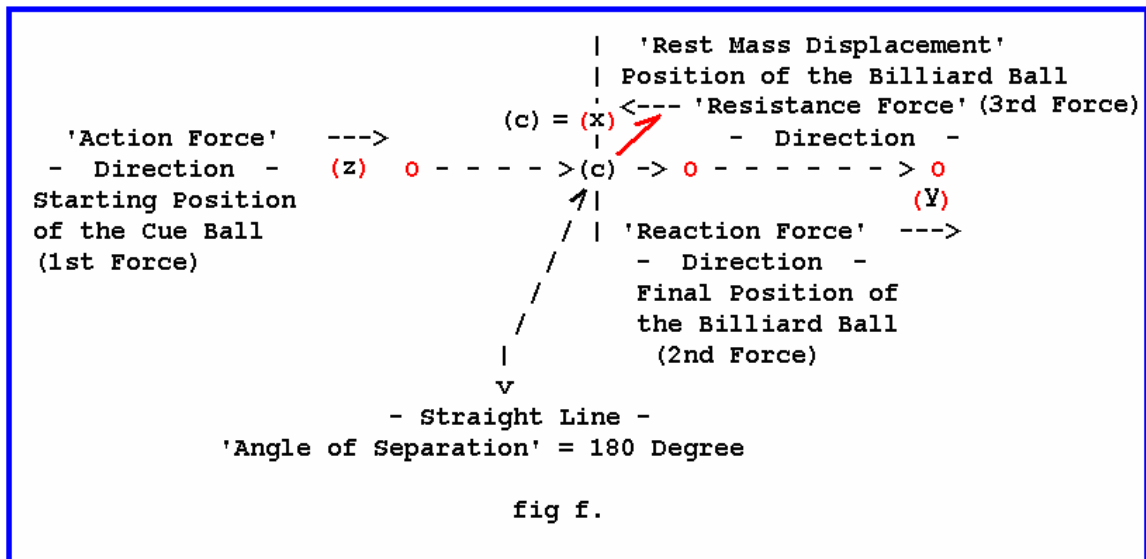 | 'Rest Mass Displacement'
| Position of the Billiard Ball
(c) = (x) <--- 'Resistance Force' (3rd Force)
'Action Force' --->
- Direction -
- Direction - (z) O - - - - - >(c) -> O - - - - - - > O
Starting Position
(y)
of the Cue Ball
/ | 'Reaction Force' --->
(1st Force)
/ - Direction -
/ Final Position of
/ the Billiard Ball
| (2nd Force)
v
- Straight Line -
'Angle of Separation' = 180 Degree
fig f.